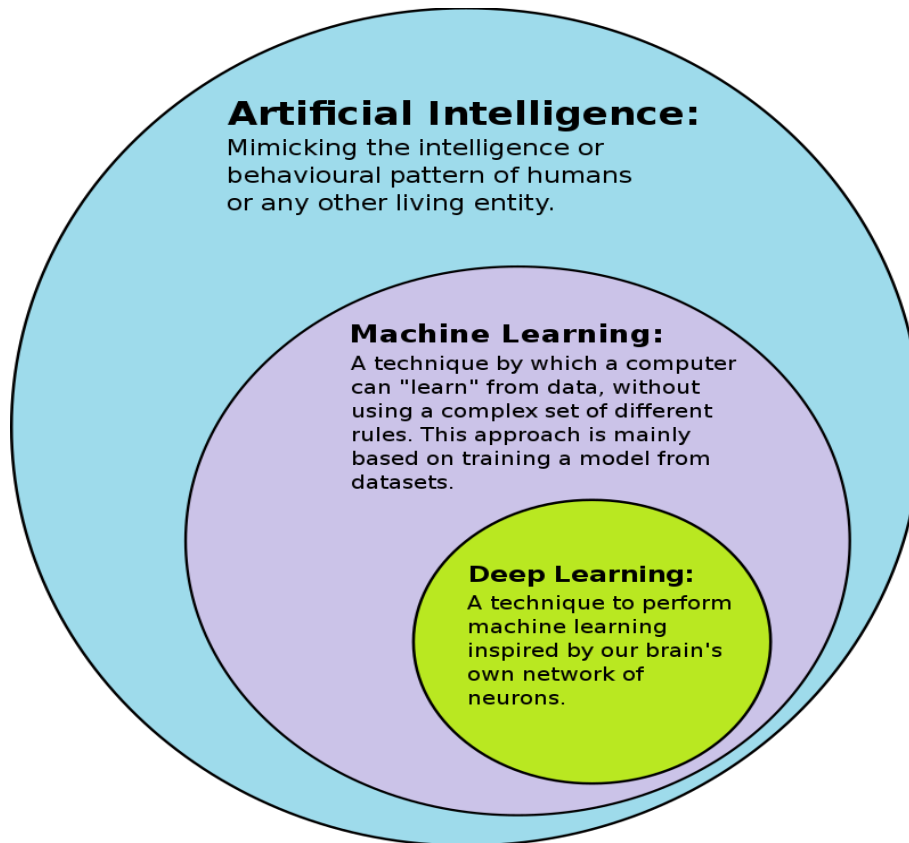 Artificial Intelligence:
Mimicking the intelligence or
behavioural pattern of humans
or any other living entity.
Machine Learning:
A technique by which a computer
can "learn" from data, without
using a complex set of different
rules. This approach is mainly
based on training a model from
datasets.
Deep Learning:
A technique to perform
machine learning
inspired by our brain's
own network of
neurons.